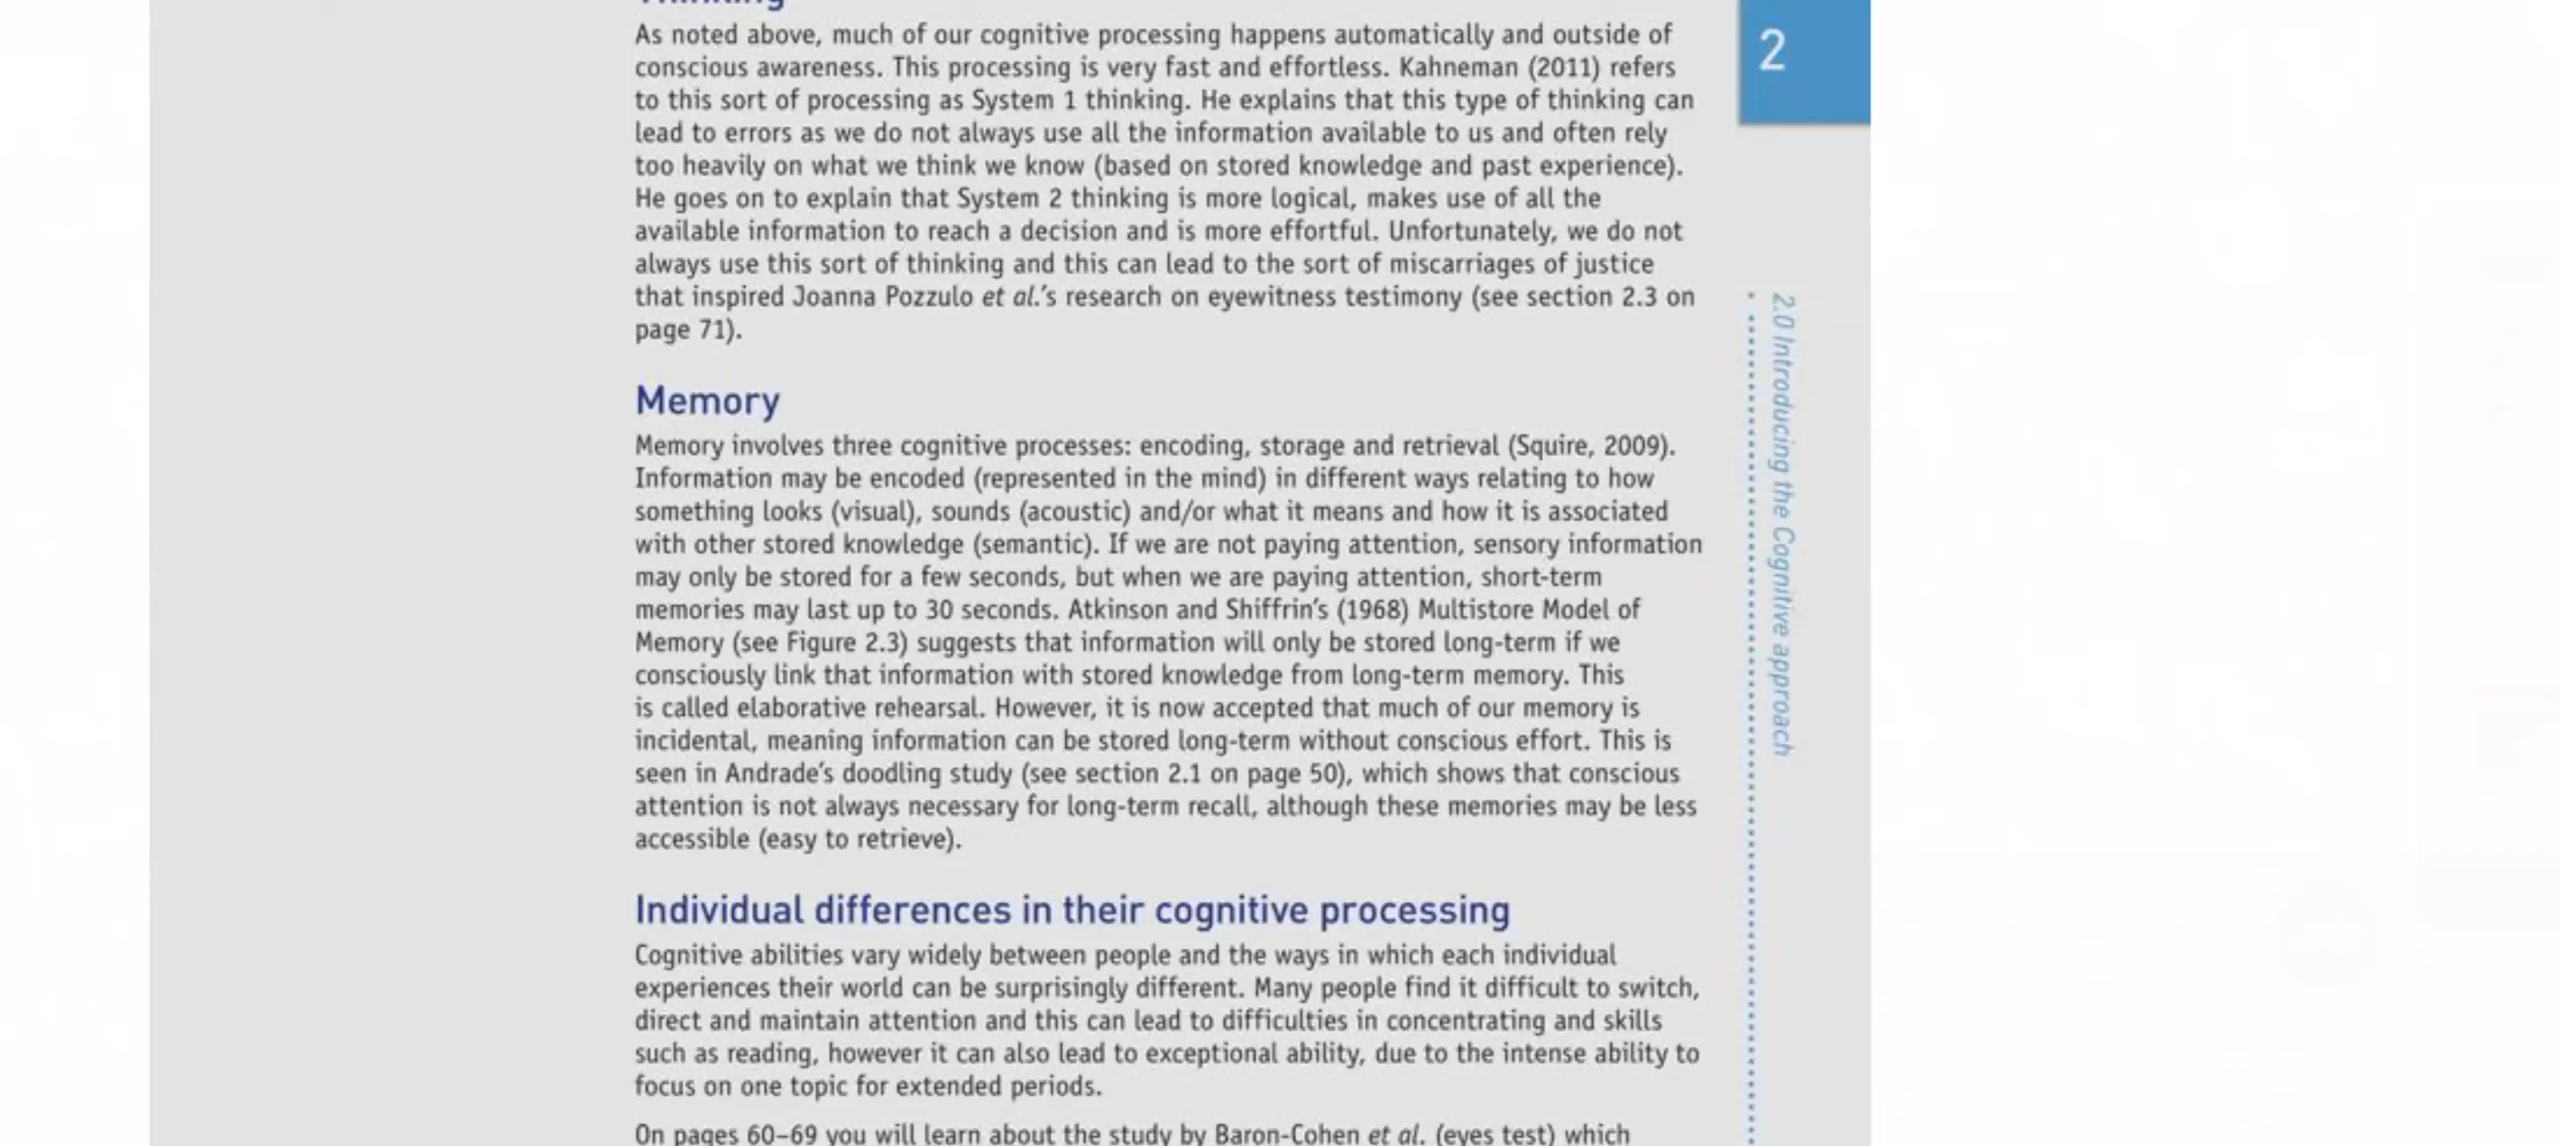 Thinking
As noted above, much of our cognitive processing happens automatically and outside of
conscious awareness. This processing is very fast and effortless. Kahneman (2011) refers
to this sort of processing as System 1 thinking. He explains that this type of thinking can
lead to errors as we do not always use all the information available to us and often rely
too heavily on what we think we know (based on stored knowledge and past experience).
He goes on to explain that System 2 thinking is more logical, makes use of all the
available information to reach a decision and is more effortful. Unfortunately, we do not
always use this sort of thinking and this can lead to the sort of miscarriages of justice
that inspired Joanna Pozzulo et al.'s research on eyewitness testimony (see section 2.3 on
page 71).
Memory
Memory involves three cognitive processes: encoding, storage and retrieval (Squire, 2009).
Information may be encoded (represented in the mind) in different ways relating to how
something looks (visual), sounds (acoustic) and/or what it means and how it is associated
with other stored knowledge (semantic). If we are not paying attention, sensory information
may only be stored for a few seconds, but when we are paying attention, short-term
memories may last up to 30 seconds. Atkinson and Shiffrin's (1968) Multistore Model of
Memory (see Figure 2.3) suggests that information will only be stored long-term if we
consciously link that information with stored knowledge from long-term memory. This
is called elaborative rehearsal. However, it is now accepted that much of our memory is
incidental, meaning information can be stored long-term without conscious effort. This is
seen in Andrade's doodling study (see section 2.1 on page 50), which shows that conscious
attention is not always necessary for long-term recall, although these memories may be less
accessible (easy to retrieve).
Individual differences in their cognitive processing
Cognitive abilities vary widely between people and the ways in which each individual
experiences their world can be surprisingly different. Many people find it difficult to switch,
direct and maintain attention and this can lead to difficulties in concentrating and skills
such as reading, however it can also lead to exceptional ability, due to the intense ability to
focus on one topic for extended periods.
On pages 60–69 you will learn about the study by Baron-Cohen et al. (eyes test) which
2
2.0 Introducing the Cognitive approach